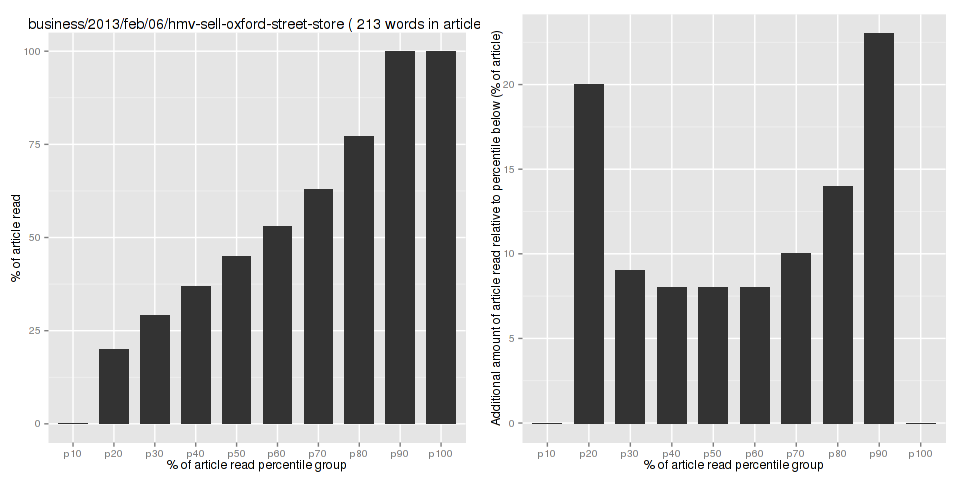 business/2013/feb/06/hmv-sell-oxford-street-store ( 213 words in article
% of article read
100
75
50
25
0
p10 p20 p30 p40 p50 p60 p70 p80 p90 p100
% of article read percentile group
Additional amount of article read relative to percentile below (% of article)
20
15
10
5
0
p10 p20 p30 p40 p50 p60 p70 p80 p90 p100
% of article read percentile group